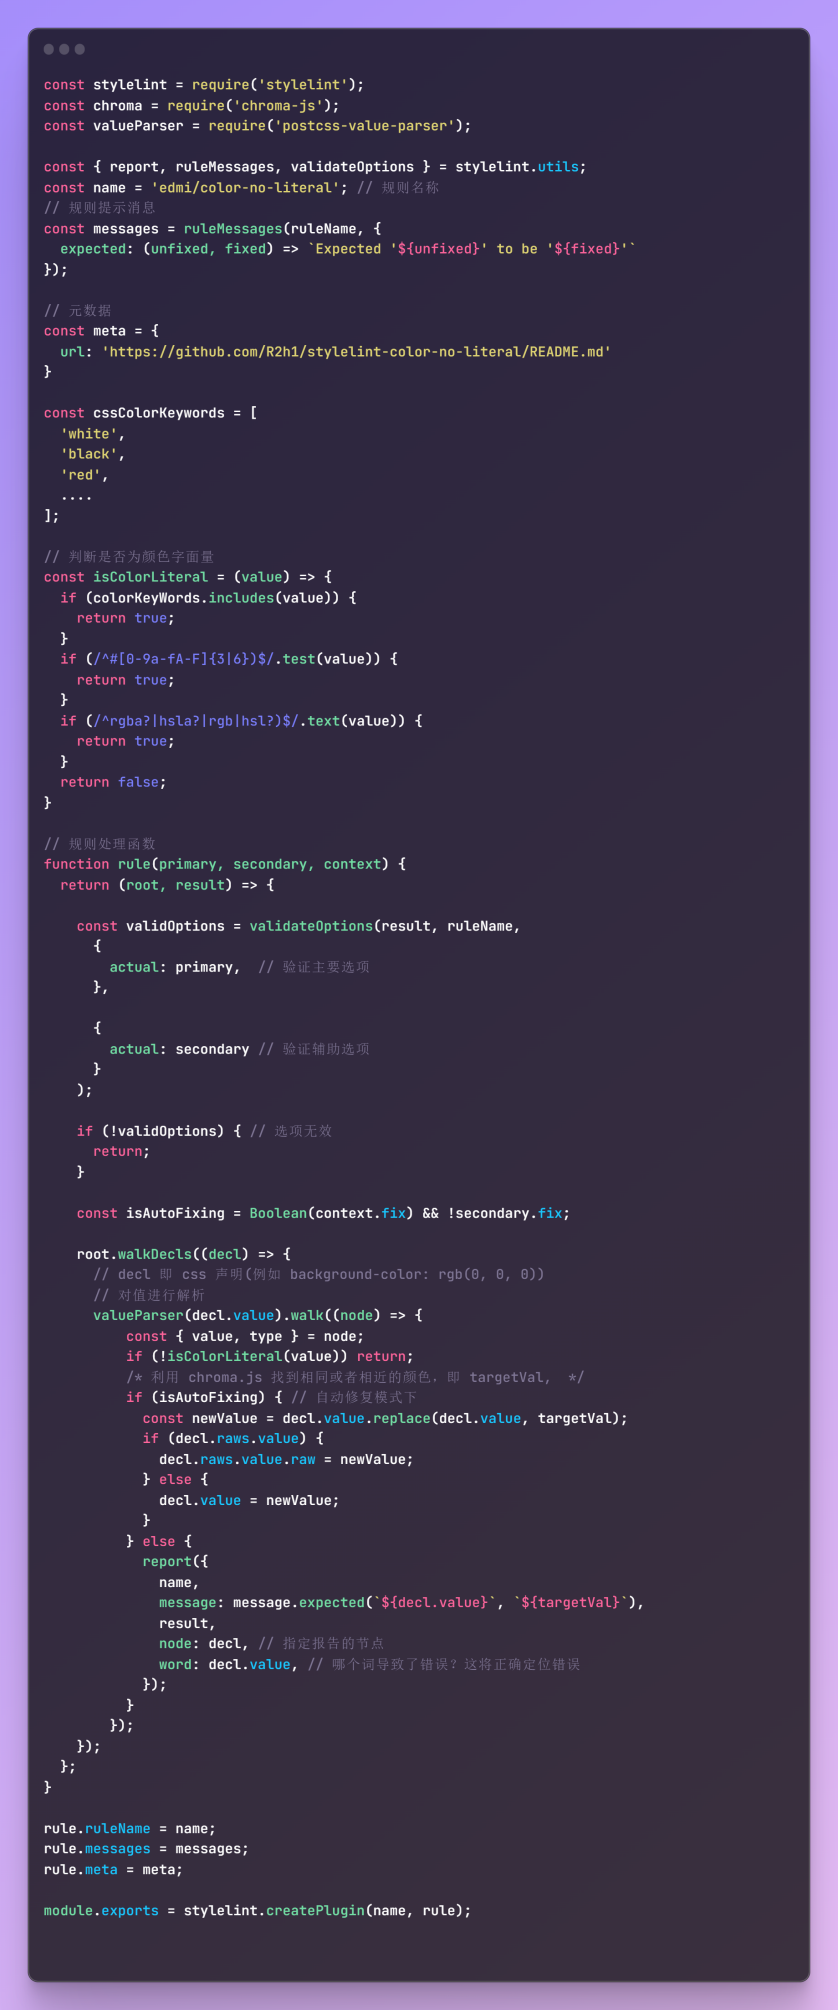 const stylelint = require('stylelint');
const chroma = require('chroma-js');
const valueParser = require('postcss-value-parser');

const { report, ruleMessages, validateOptions } = stylelint.utils;
const name = 'edmi/color-no-literal'; // 规则名称
// 规则提示消息
const messages = ruleMessages(ruleName, {
  expected: (unfixed, fixed) => `Expected '${unfixed}' to be '${fixed}'`
});

// 元数据
const meta = {
  url: 'https://github.com/R2h1/stylelint-color-no-literal/README.md'
}

const cssColorKeywords = [
  'white',
  'black',
  'red',
  ....
];

// 判断是否为颜色字面量
const isColorLiteral = (value) => {
  if (colorKeyWords.includes(value)) {
    return true;
  }
  if (/^#[0-9a-fA-F]{3|6})$/.test(value)) {
    return true;
  }
  if (/^rgba?|hsla?|rgb|hsl?)$/.text(value)) {
    return true;
  }
  return false;
}

// 规则处理函数
function rule(primary, secondary, context) {
  return (root, result) => {

    const validOptions = validateOptions(result, ruleName,
      {
        actual: primary,  // 验证主要选项
      },

      {
        actual: secondary // 验证辅助选项
      }
    );

    if (!validOptions) { // 选项无效
      return;
    }

    const isAutoFixing = Boolean(context.fix) && !secondary.fix;

    root.walkDecls((decl) => {
      // decl 即 css 声明(例如 background-color: rgb(0, 0, 0))
      // 对值进行解析
      valueParser(decl.value).walk((node) => {
          const { value, type } = node;
          if (!isColorLiteral(value)) return;
          /* 利用 chroma.js 找到相同或者相近的颜色，即 targetVal,  */
          if (isAutoFixing) { // 自动修复模式下
            const newValue = decl.value.replace(decl.value, targetVal);
            if (decl.raws.value) {
              decl.raws.value.raw = newValue;
            } else {
              decl.value = newValue;
            }
          } else {
            report({
              name,
              message: message.expected(`${decl.value}`, `${targetVal}`),
              result,
              node: decl, // 指定报告的节点
              word: decl.value, // 哪个词导致了错误？这将正确定位错误
            });
          }
        });
    });
  };
}

rule.ruleName = name;
rule.messages = messages;
rule.meta = meta;

module.exports = stylelint.createPlugin(name, rule);